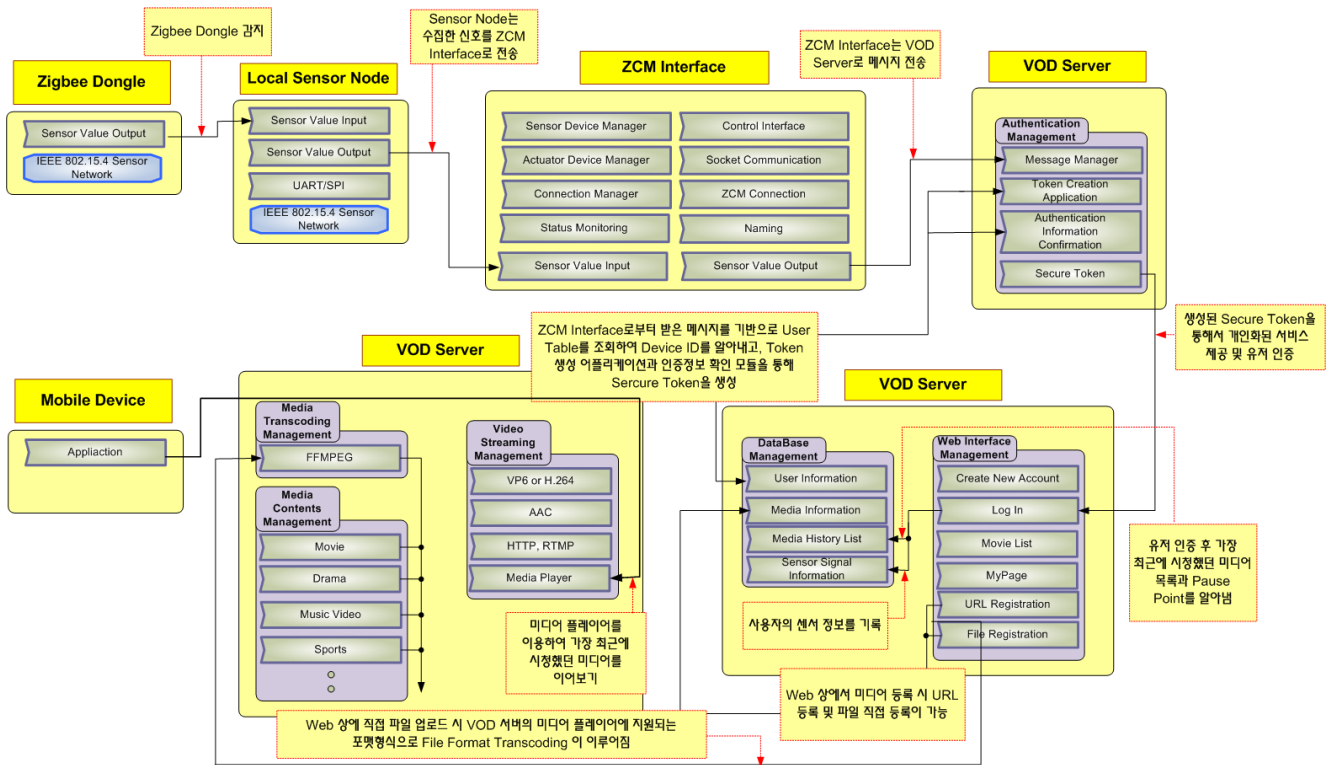 Zigbee Dongle 감지
Sensor Node는
수집한 신호를 ZCM
Interface로 전송
ZCM Interface는 VOD
Server로 메시지 전송
Zigbee Dongle
Sensor Value Output
IEEE 802.15.4 Sensor
Network
Local Sensor Node
Sensor Value Input
Sensor Value Output
UART/SPI
IEEE 802.15.4 Sensor
Network
ZCM Interface
Sensor Device Manager
Control Interface
Actuator Device Manager
Socket Communication
Connection Manager
ZCM Connection
Status Monitoring
Naming
Sensor Value Input
Sensor Value Output
VOD Server
Authentication
Management
Message Manager
Token Creation
Application
Authentication
Information
Confirmation
Secure Token
ZCM Interface로부터 받은 메시지를 기반으로 User
Table를 조회하여 Device ID를 알아내고, Token
생성 어플리케이션과 인증정보 확인 모듈을 통해
Sercure Token을 생성
생성된 Secure Token을
통해서 개인화된 서비스
제공 및 유저 인증
Mobile Device
Appliaction
VOD Server
Media
Transcoding
Management
FFMPEG
Media
Contents
Management
Movie
Drama
Music Video
Sports
Video
Streaming
Management
VP6 or H.264
AAC
HTTP, RTMP
Media Player
미디어 플레이어를
이용하여 가장 최근에
시청했던 미디어를
이어보기
VOD Server
DataBase
Management
User Information
Media Information
Media History List
Sensor Signal
Information
Web Interface
Management
Create New Account
Log In
Movie List
MyPage
URL Registration
File Registration
사용자의 센서 정보를 기록
유저 인증 후 가장
최근에 시청했던 미디어
목록과 Pause
Point를 알아냄
Web 상에서 미디어 등록 시 URL
등록 및 파일 직접 등록이 가능
Web 상에 직접 파일 업로드 시 VOD 서버의 미디어 플레이어에 지원되는
포맷형식으로 File Format Transcoding 이 이루어짐